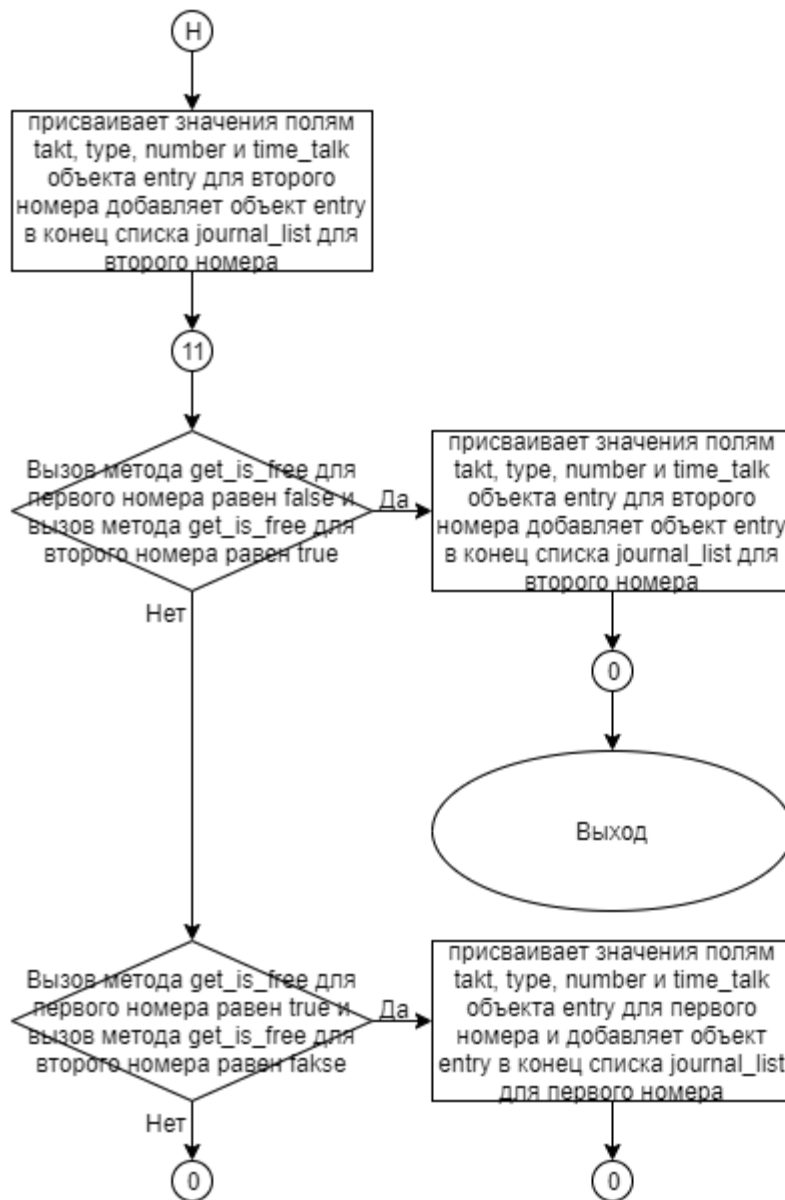 Н
присваивает значения полям
takt, type, number и time_talk
объекта entry для второго
номера добавляет объект entry
в конец списка journal_list для
второго номера
11
Вызов метода get_is_free для
первого номера равен false и
вызов метода get_is_free для
второго номера равен true
Да
присваивает значения полям
takt, type, number и time_talk
объекта entry для второго
номера добавляет объект entry
в конец списка journal_list для
второго номера
Нет
0
Выход
Вызов метода get_is_free для
первого номера равен true и
вызов метода get_is_free для
второго номера равен fakse
Да
присваивает значения полям
takt, type, number и time_talk
объекта entry для первого
номера и добавляет объект
entry в конец списка journal_list
для первого номера
Нет
0
0